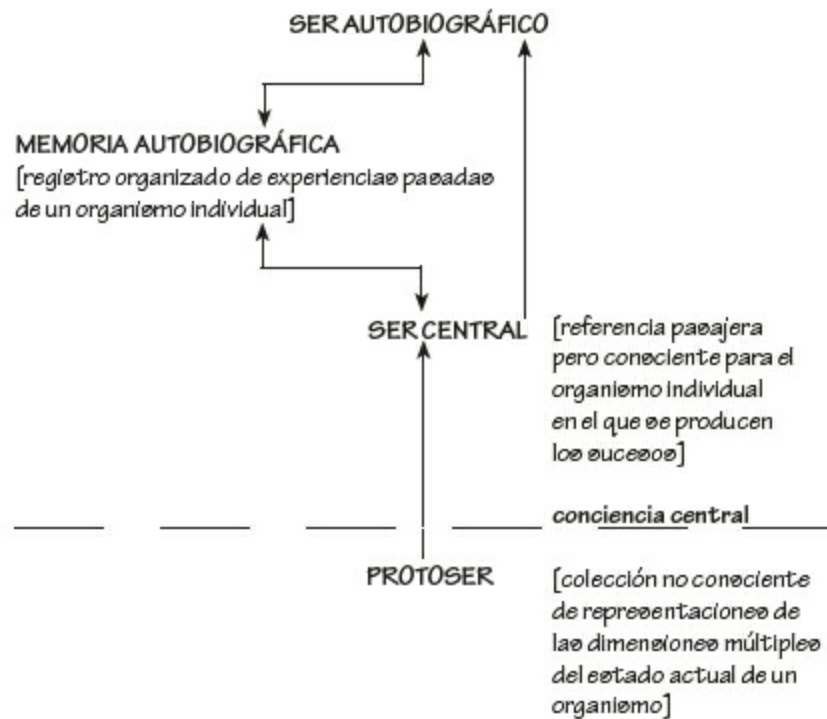 SER AUTOBIOGRÁFICO
MEMORIA AUTOBIOGRÁFICA
[registro organizado de experiencias pasadas
de un organismo individual]
SER CENTRAL
[referencia pasajera
pero consciente para el
organismo individual
en el que se producen
los sucesos]
conciencia central
PROTOSER
[colección no consciente
de representaciones de
las dimensiones múltiples
del estado actual de un
organismo]